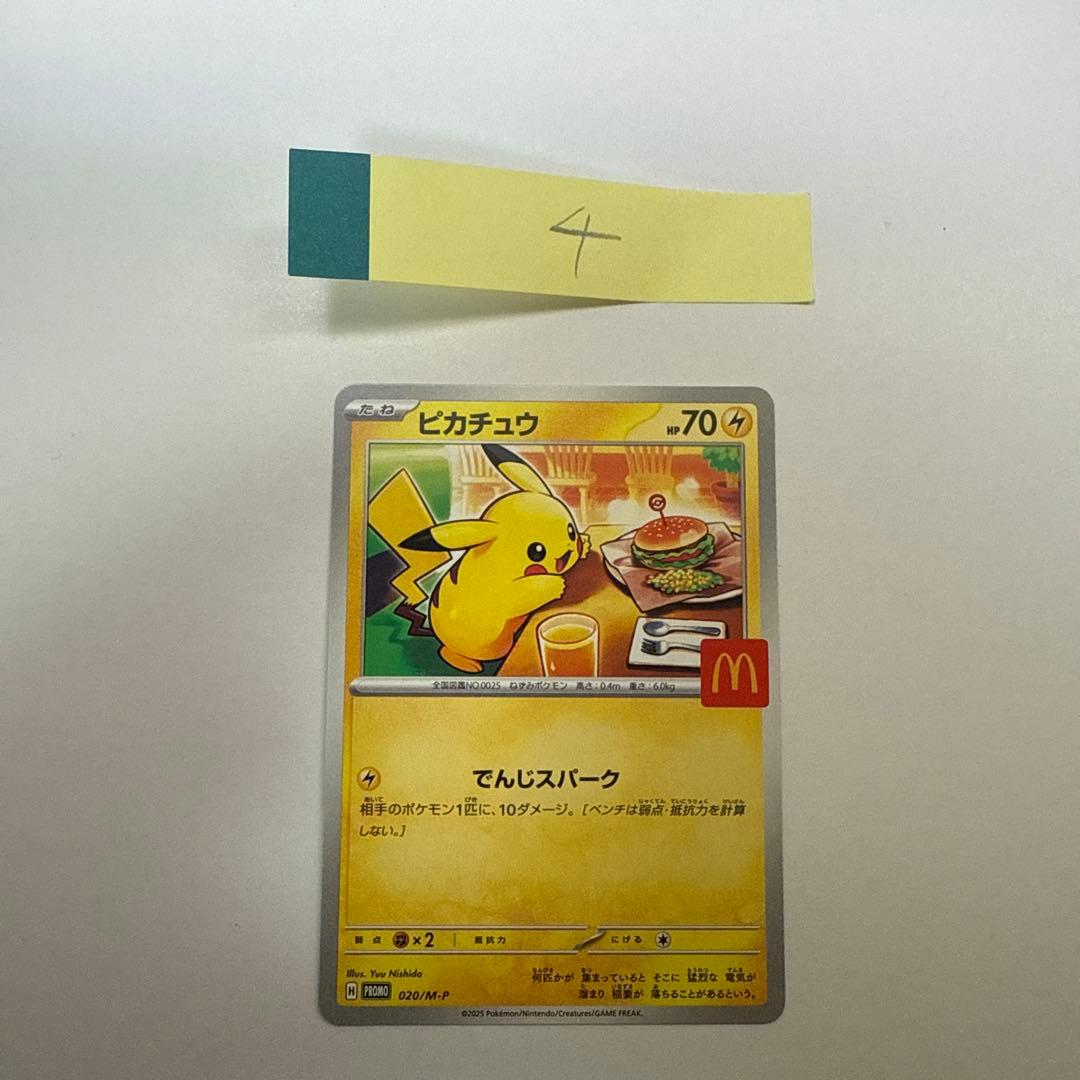 4
たね ピカチュウ HP70
全国図鑑NO.0025 ねずみポケモン 高さ:0.4m 重さ:6.0kg
M
でんじスパーク
相手のポケモン1匹に、10ダメージ。[ベンチは弱点・抵抗力を計算
しない。]
弱点 ×2 抵抗力 にげる
Illus. Yuu Nishida
何匹かが 集まっていると そこに 猛烈な 電気が
溜まり 稲妻が 落ちることがあるという。
H PROMO 020/M-P
©2025 Pokémon/Nintendo/Creatures/GAME FREAK.